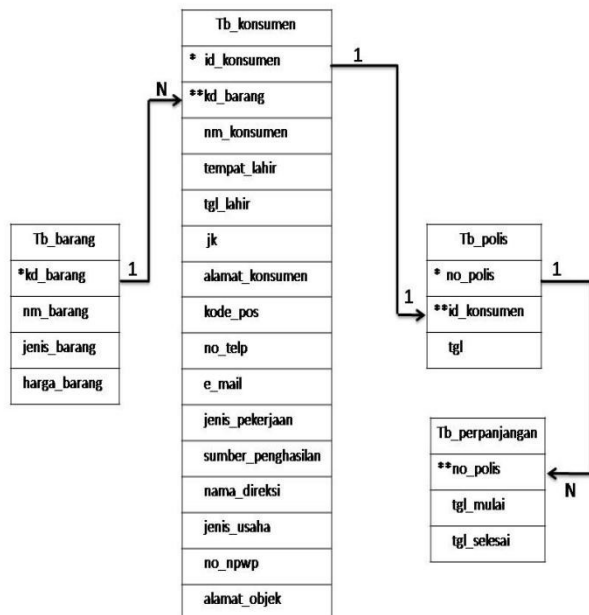 Tb_konsumen
* id_konsumen
**kd_barang
nm_konsumen
tempat_lahir
tgl_lahir
jk
alamat_konsumen
kode_pos
no_telp
e_mail
jenis_pekerjaan
sumber_penghasilan
nama_direksi
jenis_usaha
no_npwp
alamat_objek
N
1
Tb_barang
*kd_barang
nm_barang
jenis_barang
harga_barang
1
1
Tb_polis
* no_polis
**id_konsumen
tgl
1
Tb_perpanjangan
**no_polis
tgl_mulai
tgl_selesai
N